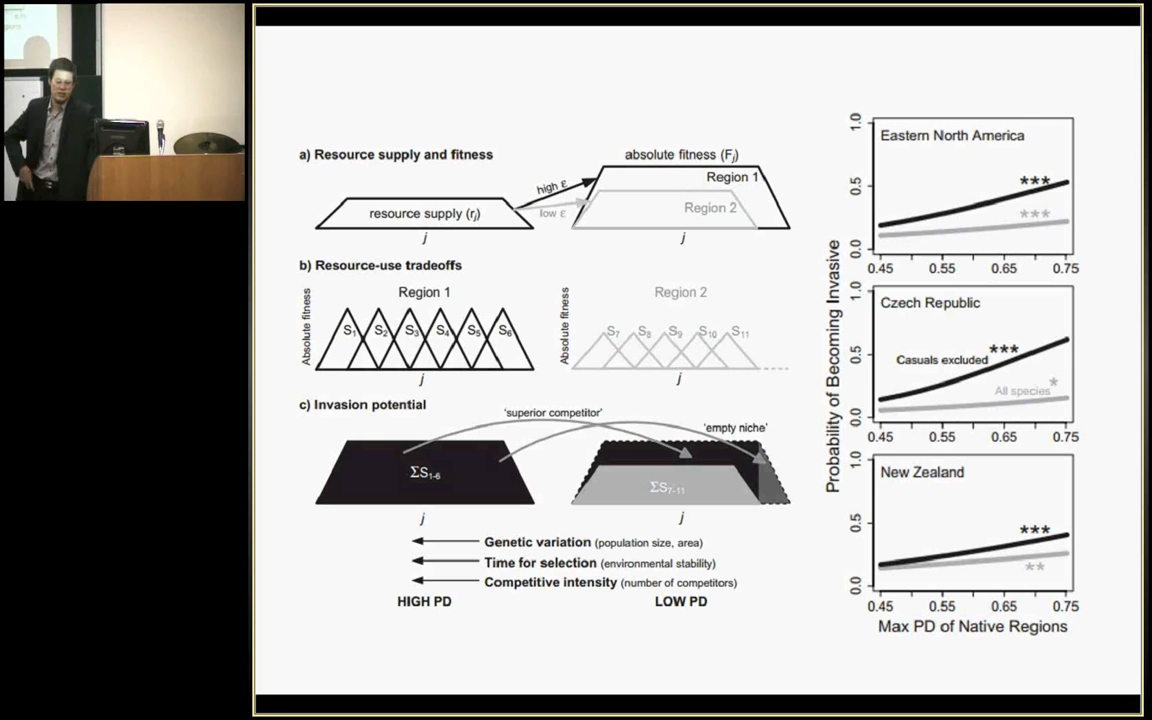 a) Resource supply and fitness
absolute fitness (Fj)
high ε
low ε
resource supply (rj)
Region 1
Region 2
j
j
b) Resource-use tradeoffs
Region 1
Region 2
Absolute fitness
S1 S2 S3 S4 S5 S6
j
Absolute fitness
S7 S8 S9 S10 S11
j
c) Invasion potential
'superior competitor'
'empty niche'
ΣS1-6
ΣS7-11
j
j
Genetic variation (population size, area)
Time for selection (environmental stability)
Competitive intensity (number of competitors)
HIGH PD
LOW PD
Probability of Becoming Invasive
Eastern North America
1.0
0.5
0.0
***
***
0.45 0.55 0.65 0.75
Czech Republic
1.0
0.5
0.0
Casuals excluded ***
All species *
0.45 0.55 0.65 0.75
New Zealand
1.0
0.5
0.0
***
**
0.45 0.55 0.65 0.75
Max PD of Native Regions